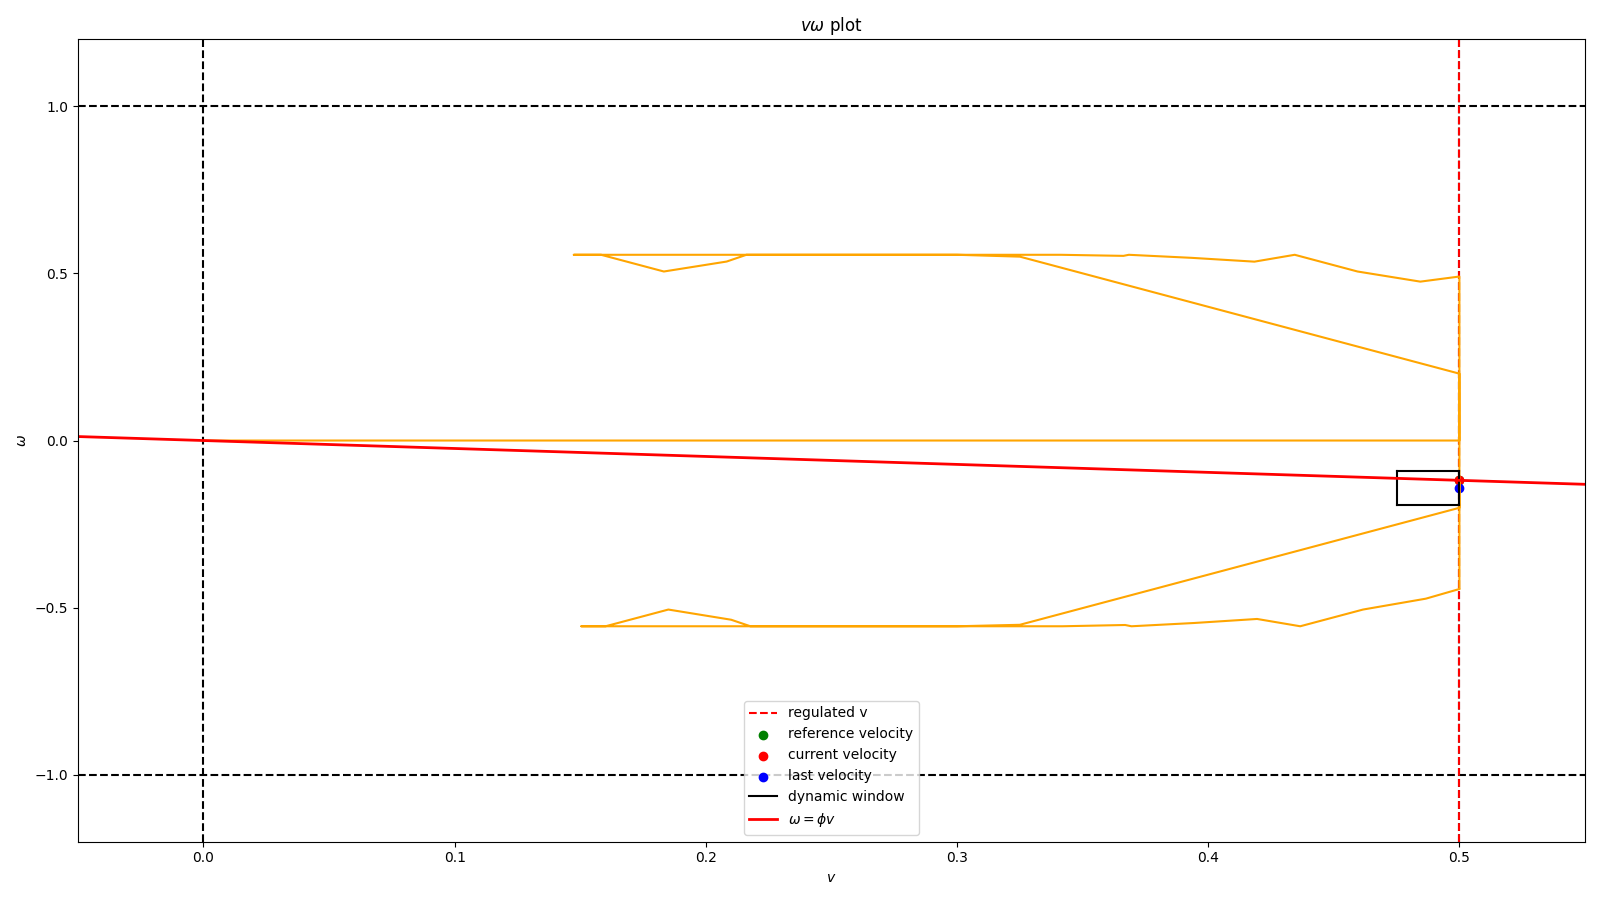 vω plot
1.0
0.5
0.0
−0.5
−1.0
ω
regulated v
reference velocity
current velocity
last velocity
dynamic window
ω = ϕv
0.0 0.1 0.2 0.3 0.4 0.5
v